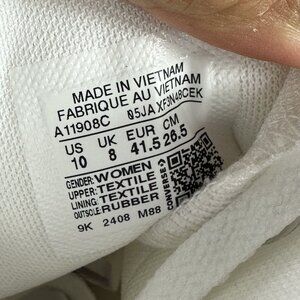 MADE IN VIETNAM
FABRIQUE AU VIETNAM
A11908C 05JA XF3N48CEK
US UK EUR CM
10 8 41.5 26.5
GENDER: WOMEN
UPPER: TEXTILE
LINING: TEXTILE
OUTSOLE: RUBBER
9K 2408 M88
CONVERSE